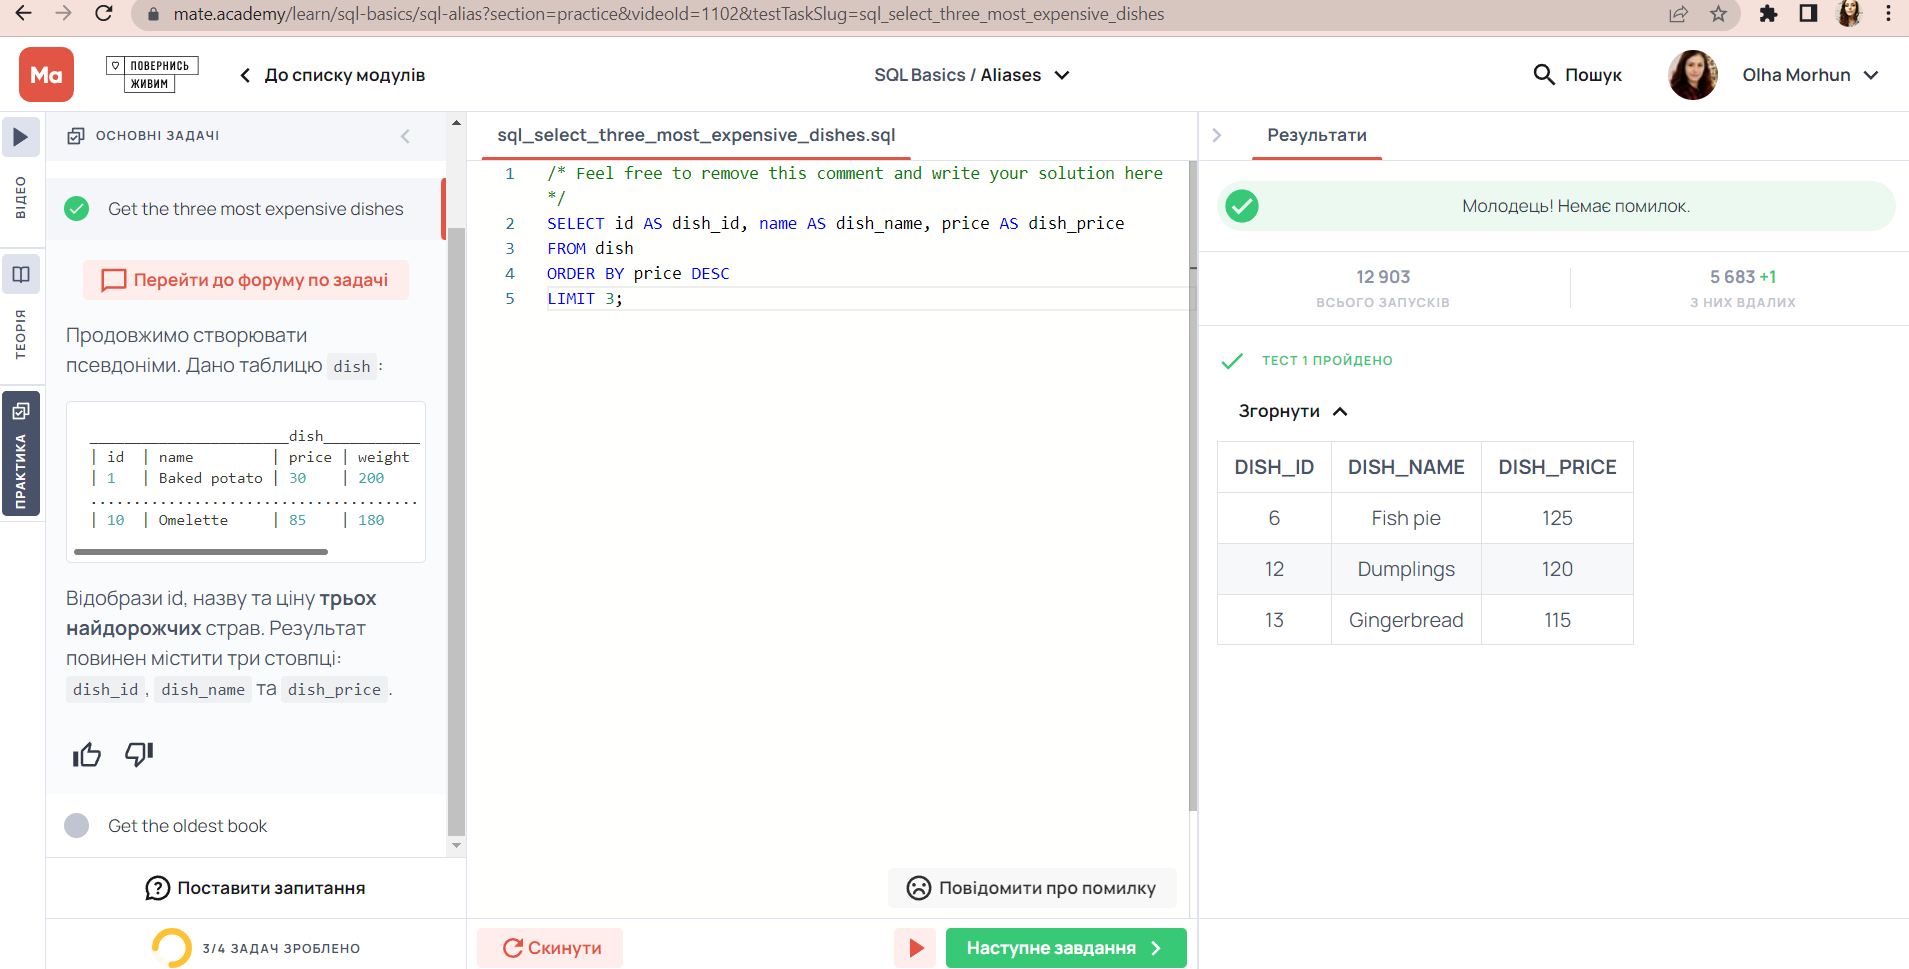 mate.academy/learn/sql-basics/sql-alias?section=practice&videoId=1102&testTaskSlug=sql_select_three_most_expensive_dishes
Ma
ПОВЕРНИСЬ
ЖИВИМ
До списку модулів
SQL Basics / Aliases
Пошук
Olha Morhun
ВІДЕО
ТЕОРІЯ
ПРАКТИКА
ОСНОВНІ ЗАДАЧІ
Get the three most expensive dishes
Перейти до форуму по задачі
Продовжимо створювати
псевдоніми. Дано таблицю dish :
_______________________dish___________
| id | name | price | weight
| 1 | Baked potato | 30 | 200
......................................
| 10 | Omelette | 85 | 180
Відобрази id, назву та ціну трьох
найдорожчих страв. Результат
повинен містити три стовпці:
dish_id , dish_name та dish_price .
Get the oldest book
Поставити запитання
3/4 ЗАДАЧ ЗРОБЛЕНО
sql_select_three_most_expensive_dishes.sql
1 /* Feel free to remove this comment and write your solution here
*/
2 SELECT id AS dish_id, name AS dish_name, price AS dish_price
3 FROM dish
4 ORDER BY price DESC
5 LIMIT 3;
Повідомити про помилку
Скинути
Наступне завдання
Результати
Молодець! Немає помилок.
12 903 5 683 +1
ВСЬОГО ЗАПУСКІВ З НИХ ВДАЛИХ
ТЕСТ 1 ПРОЙДЕНО
Згорнути
DISH_ID DISH_NAME DISH_PRICE
6 Fish pie 125
12 Dumplings 120
13 Gingerbread 115